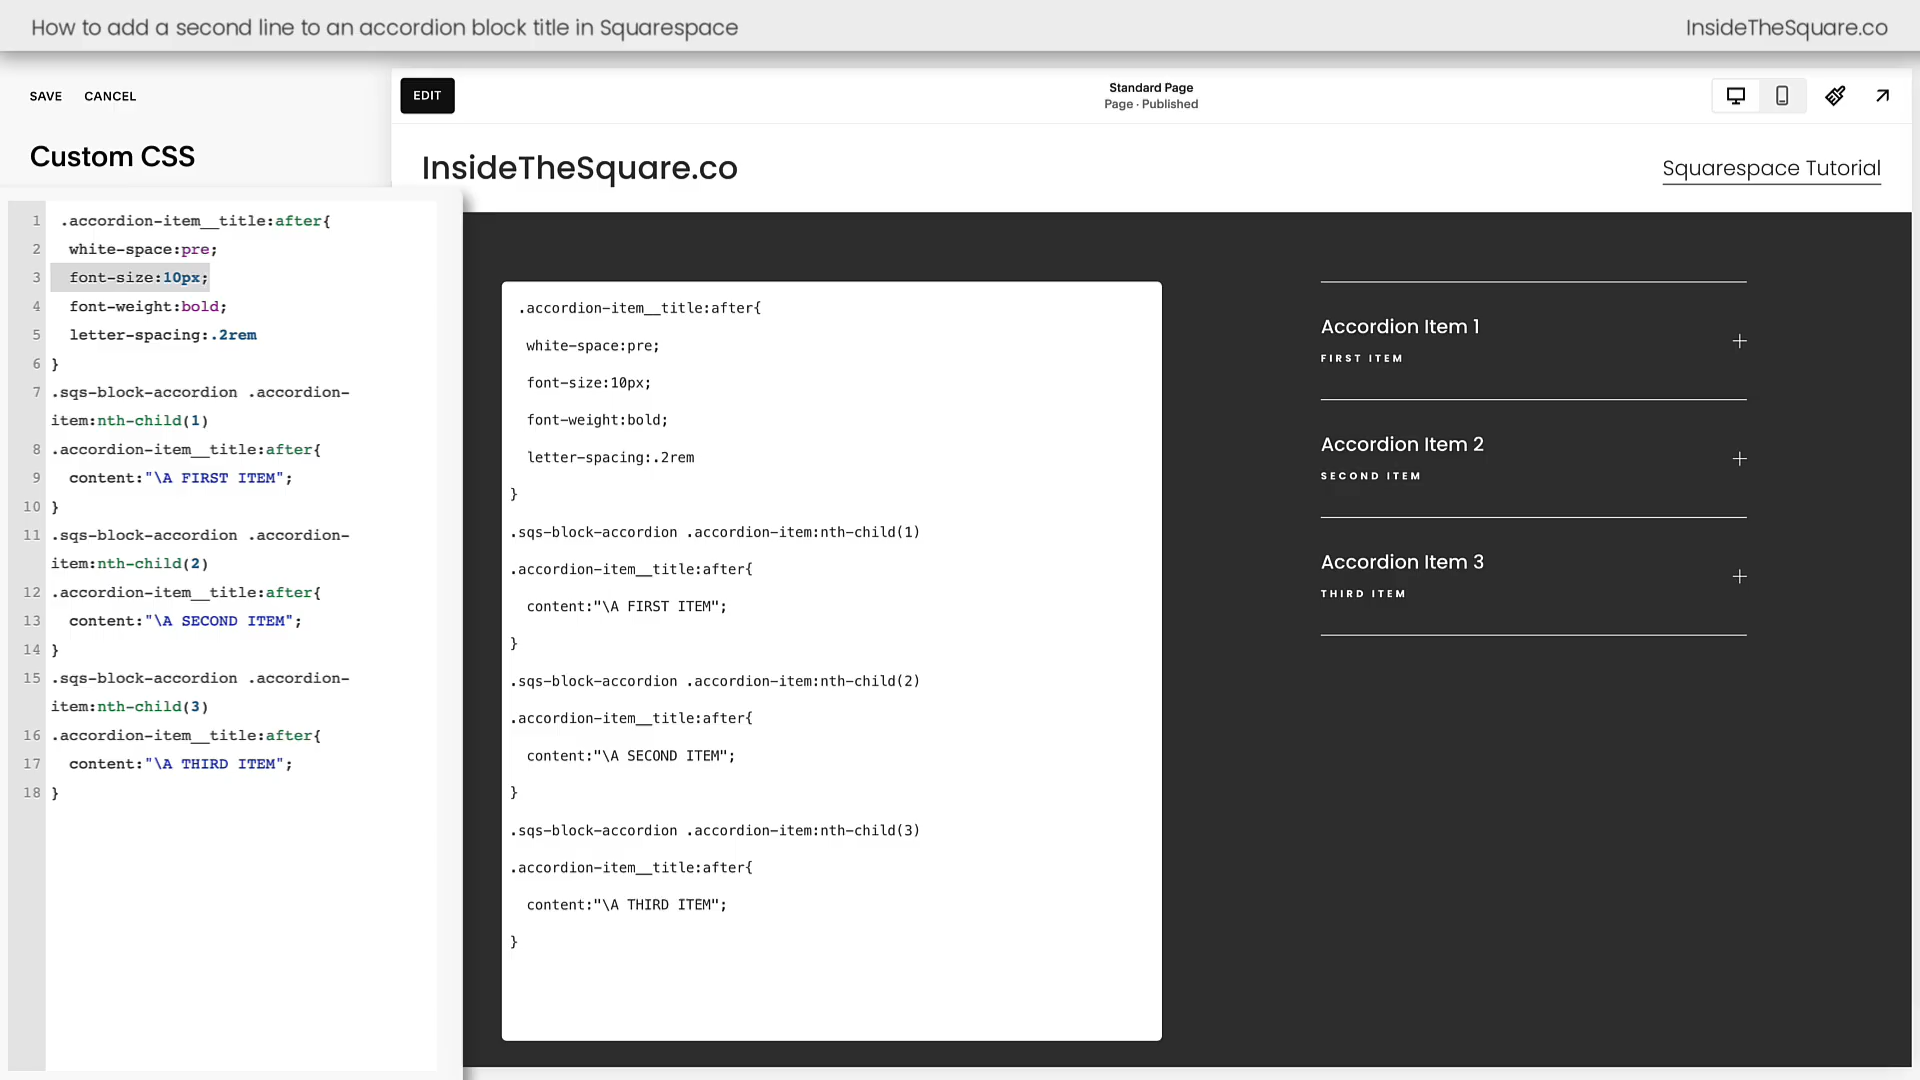 How to add a second line to an accordion block title in Squarespace
InsideTheSquare.co
SAVE CANCEL
EDIT
Standard Page
Page · Published
Custom CSS
InsideTheSquare.co
Squarespace Tutorial
1 .accordion-item__title:after{
2 white-space:pre;
3 font-size:10px;
4 font-weight:bold;
5 letter-spacing:.2rem
6 }
7 .sqs-block-accordion .accordion-
item:nth-child(1)
8 .accordion-item__title:after{
9 content:"\A FIRST ITEM";
10 }
11 .sqs-block-accordion .accordion-
item:nth-child(2)
12 .accordion-item__title:after{
13 content:"\A SECOND ITEM";
14 }
15 .sqs-block-accordion .accordion-
item:nth-child(3)
16 .accordion-item__title:after{
17 content:"\A THIRD ITEM";
18 }
.accordion-item__title:after{
white-space:pre;
font-size:10px;
font-weight:bold;
letter-spacing:.2rem
}
.sqs-block-accordion .accordion-item:nth-child(1)
.accordion-item__title:after{
content:"\A FIRST ITEM";
}
.sqs-block-accordion .accordion-item:nth-child(2)
.accordion-item__title:after{
content:"\A SECOND ITEM";
}
.sqs-block-accordion .accordion-item:nth-child(3)
.accordion-item__title:after{
content:"\A THIRD ITEM";
}
Accordion Item 1
FIRST ITEM
Accordion Item 2
SECOND ITEM
Accordion Item 3
THIRD ITEM